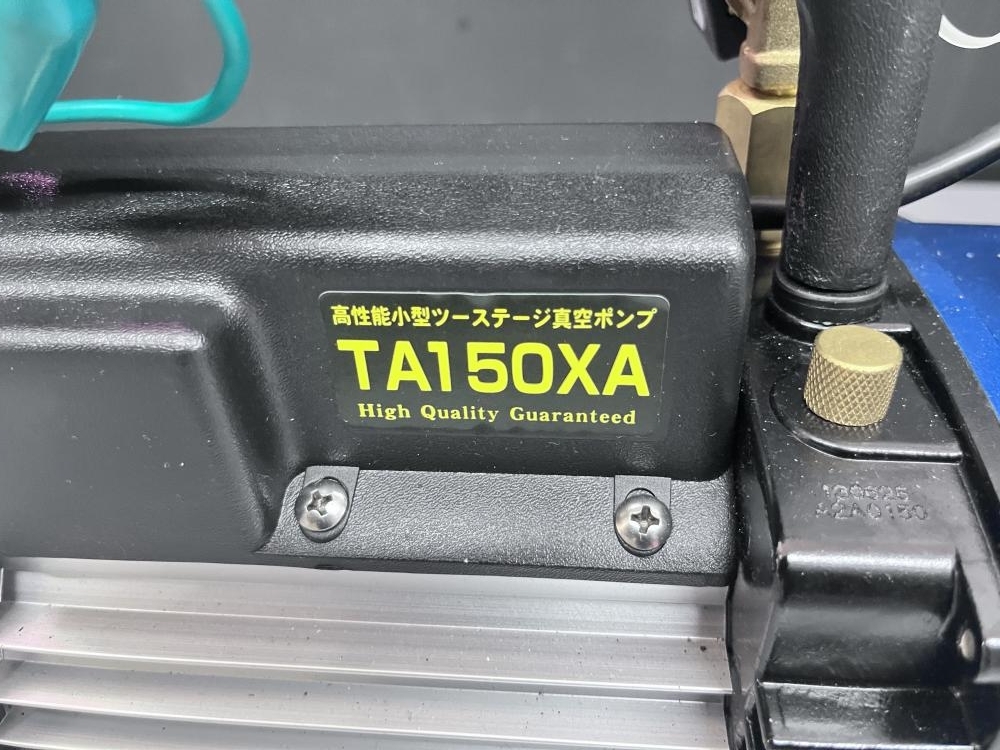 高性能小型ツーステージ真空ポンプ
TA150XA
High Quality Guaranteed